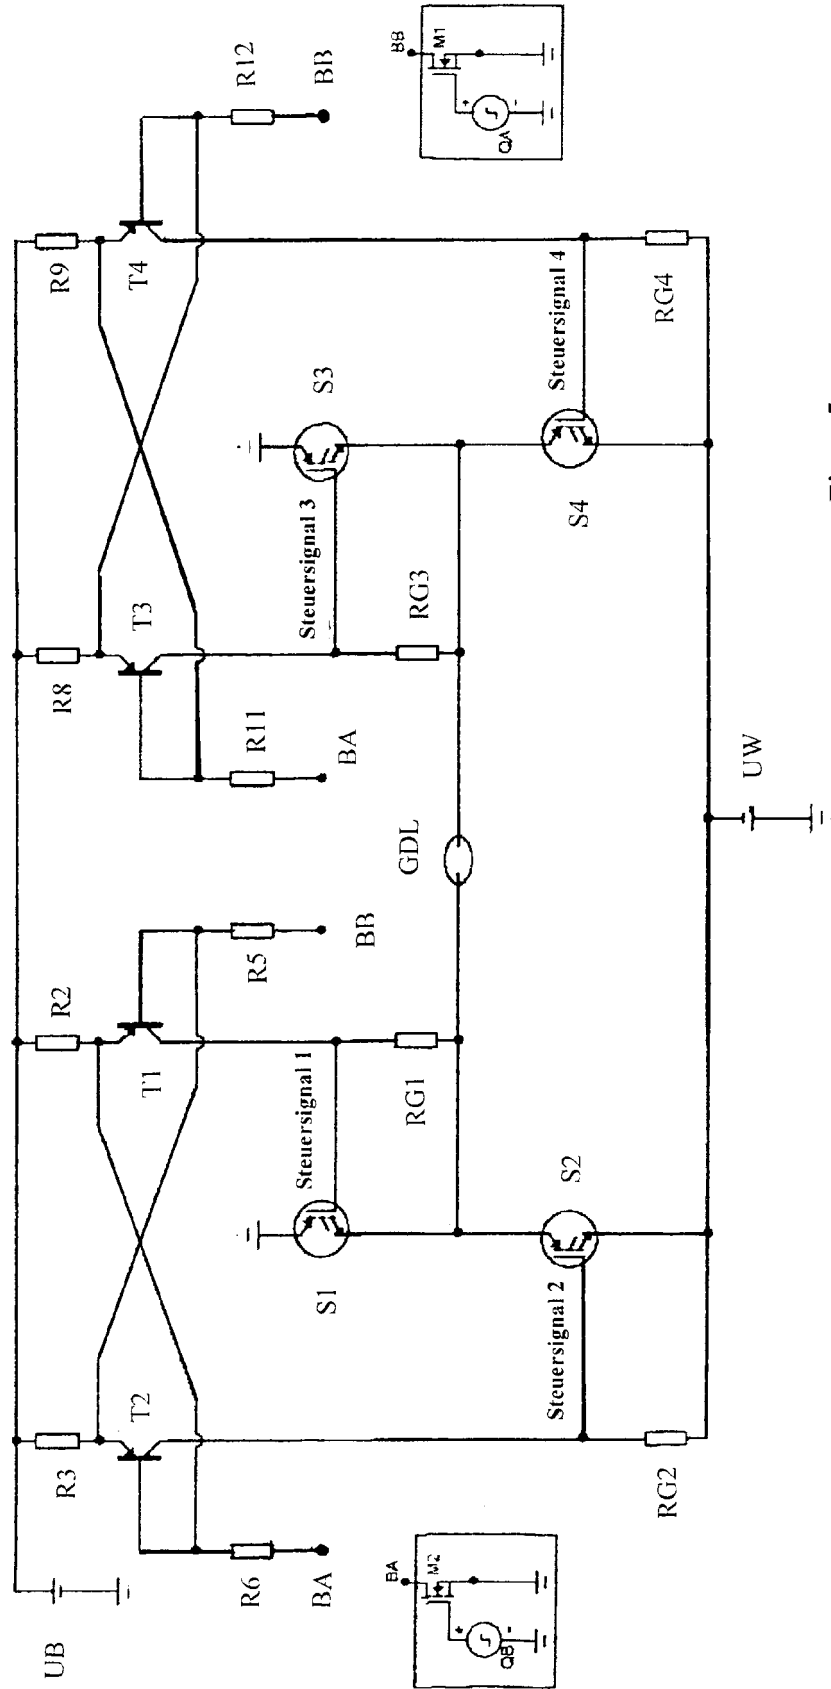 UB
R3
R2
R8
R9
T2
T1
T3
T4
R6
R5
R11
R12
BA
BB
BA
BB
S1
Steuersignal 1
Steuersignal 3
S3
BA
M2
QB
+
-
RG1
GDL
RG3
BB
M1
QA
+
-
Steuersignal 2
S2
S4
Steuersignal 4
RG2
UW
RG4